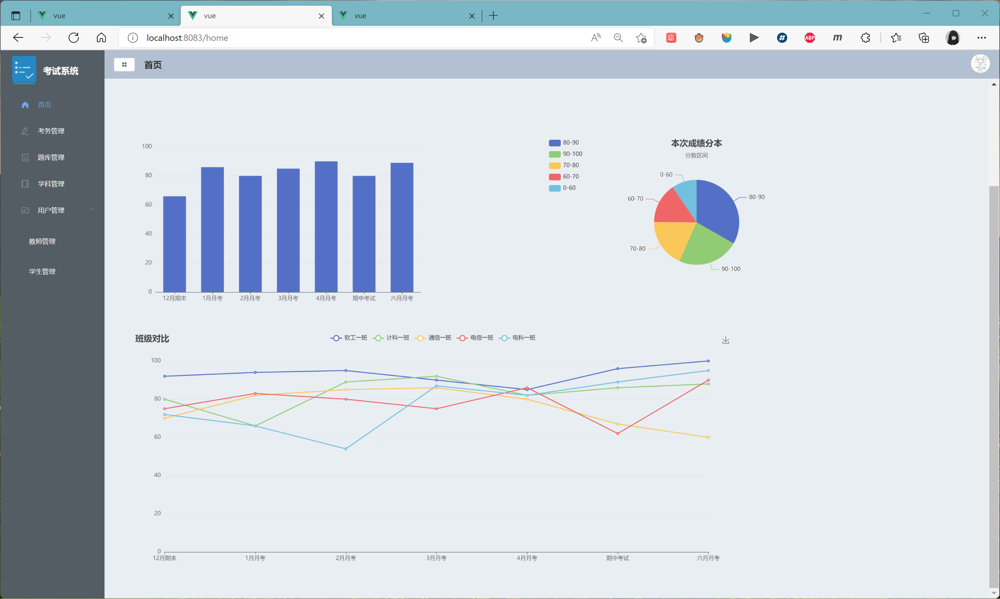 vue
vue
vue
localhost:8083/home
惠
#
ABP
m
考试系统
首页
首页
考务管理
题库管理
学科管理
用户管理
教师管理
学生管理
100
80
60
40
20
0
12月期末 1月月考 2月月考 3月月考 4月月考 期中考试 六月月考
80-90
90-100
70-80
60-70
0-60
本次成绩分本
分数区间
0-60
80-90
60-70
70-80
90-100
班级对比
软工一班 计科一班 通信一班 电信一班 电科一班
100
80
60
40
20
0
12月期末 1月月考 2月月考 3月月考 4月月考 期中考试 六月月考